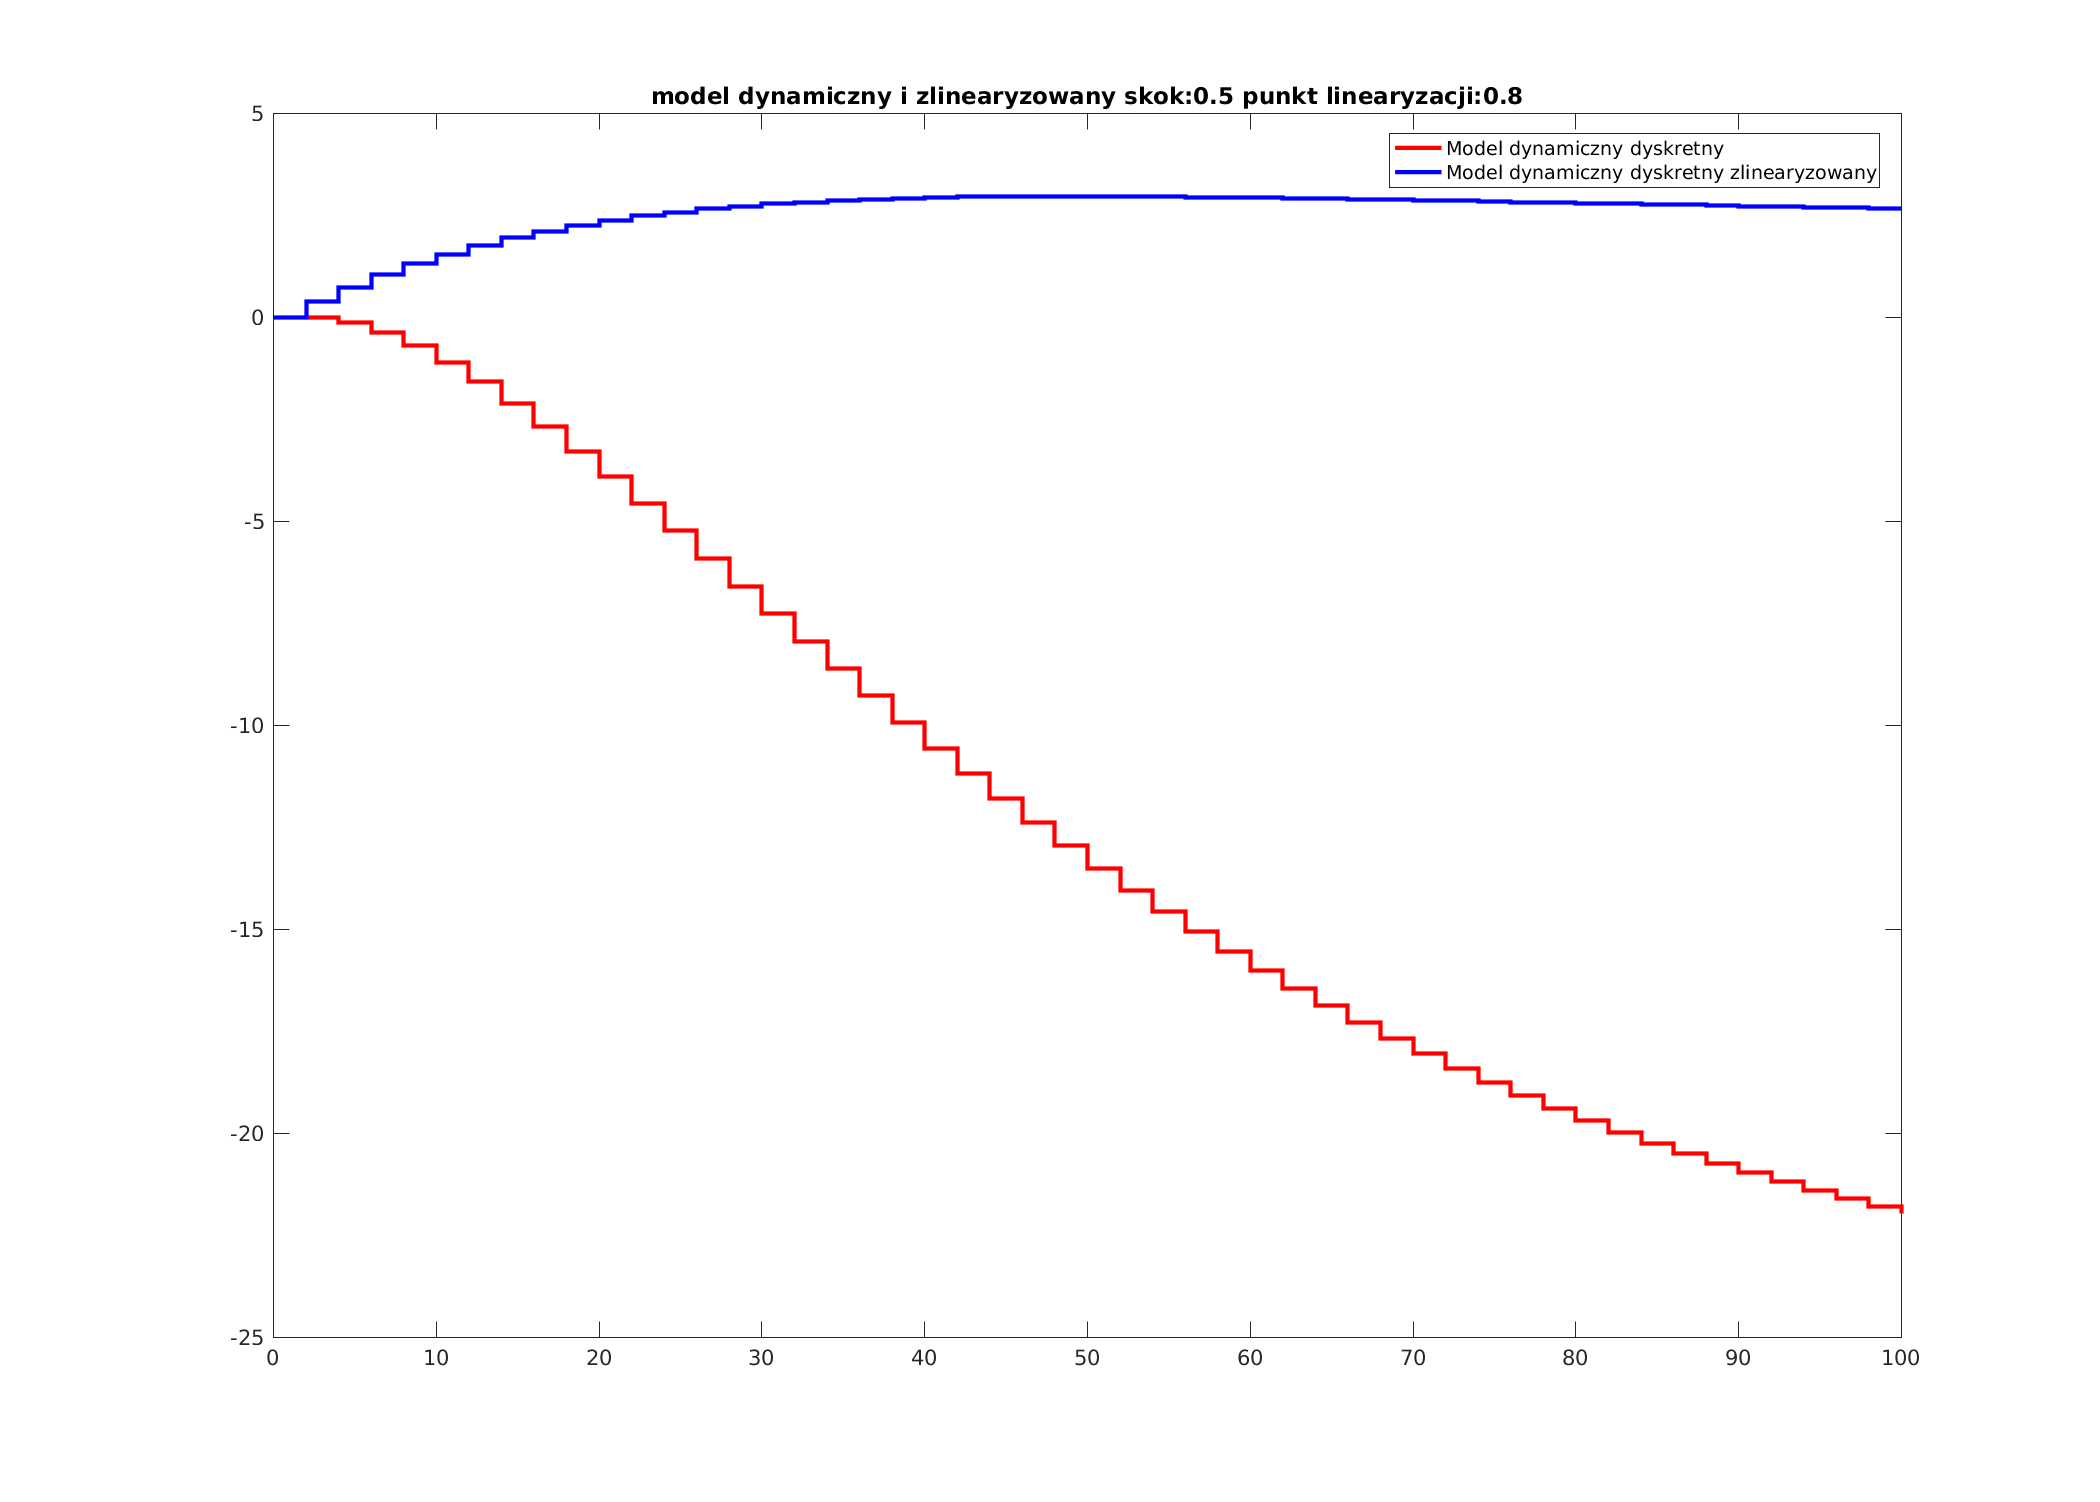 model dynamiczny i zlinearyzowany skok:0.5 punkt linearyzacji:0.8
Model dynamiczny dyskretny
Model dynamiczny dyskretny zlinearyzowany
5
0
-5
-10
-15
-20
-25
0 10 20 30 40 50 60 70 80 90 100